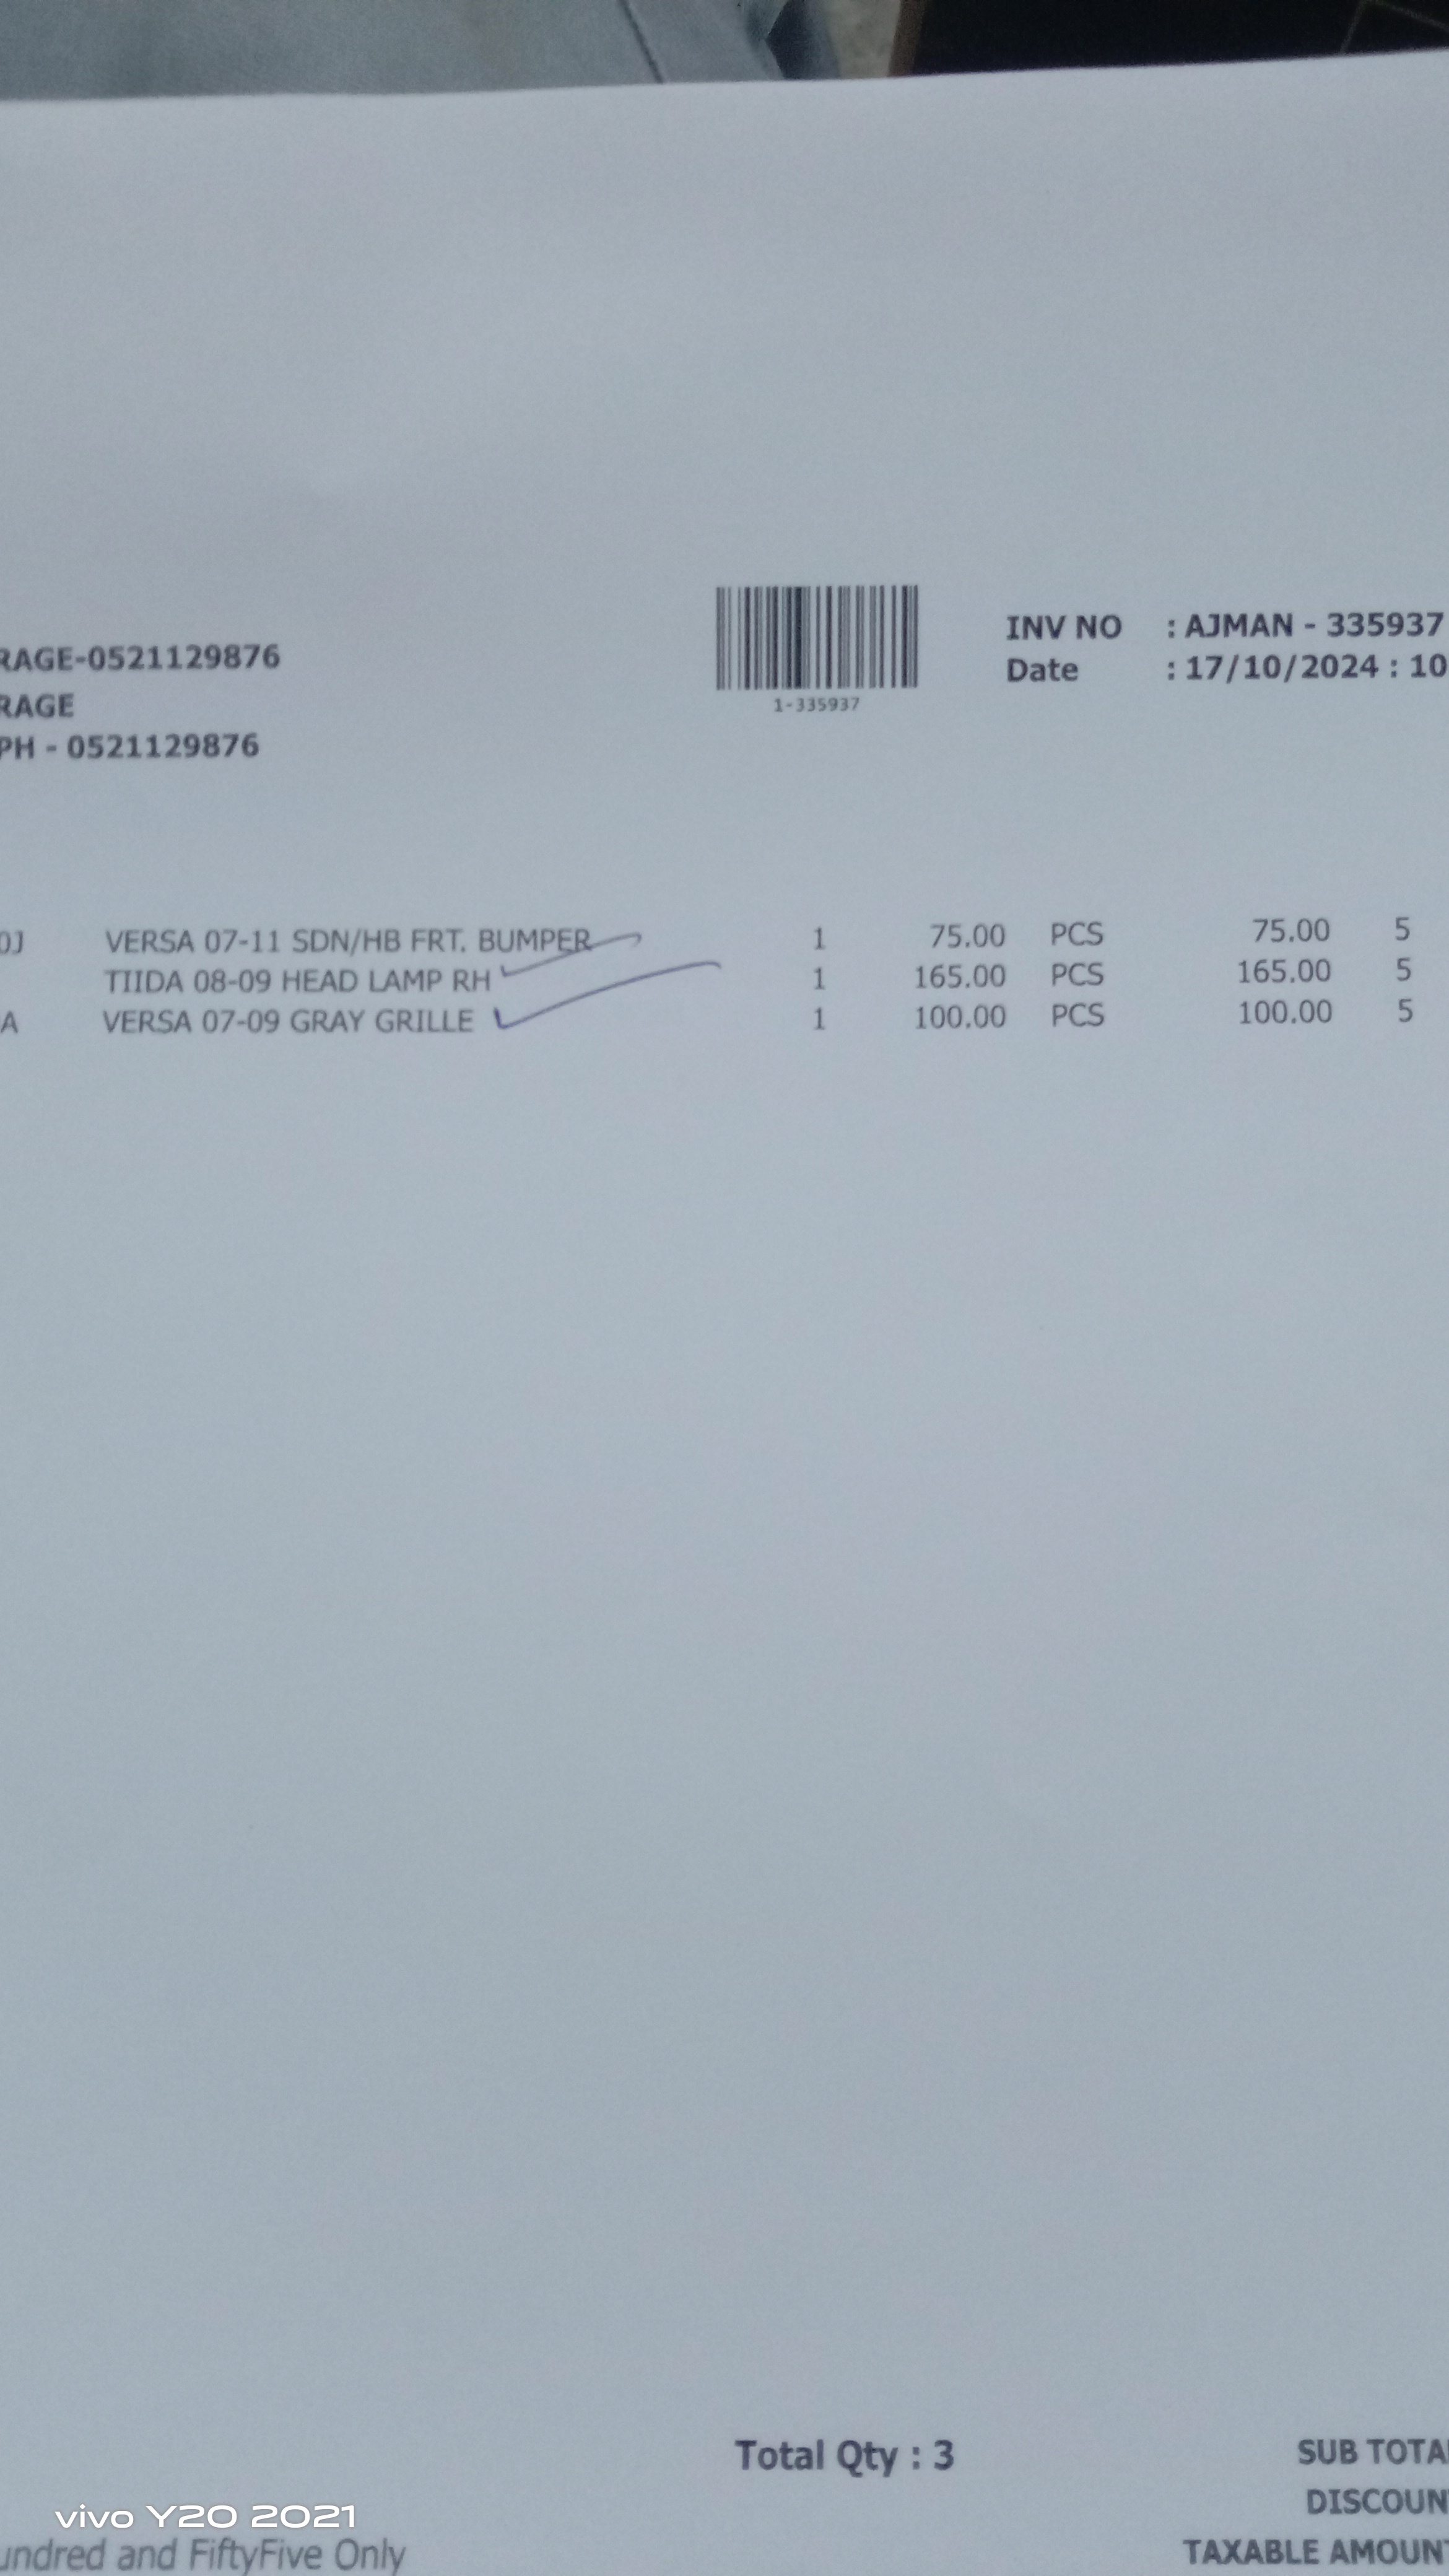 RAGE-0521129876
RAGE
PH - 0521129876
1-335937
INV NO : AJMAN - 335937
Date : 17/10/2024 : 10
0J VERSA 07-11 SDN/HB FRT. BUMPER 1 75.00 PCS 75.00 5
TIIDA 08-09 HEAD LAMP RH 1 165.00 PCS 165.00 5
A VERSA 07-09 GRAY GRILLE 1 100.00 PCS 100.00 5
Total Qty : 3
SUB TOTAL
DISCOUN
TAXABLE AMOUN
vivo Y20 2021
undred and FiftyFive Only